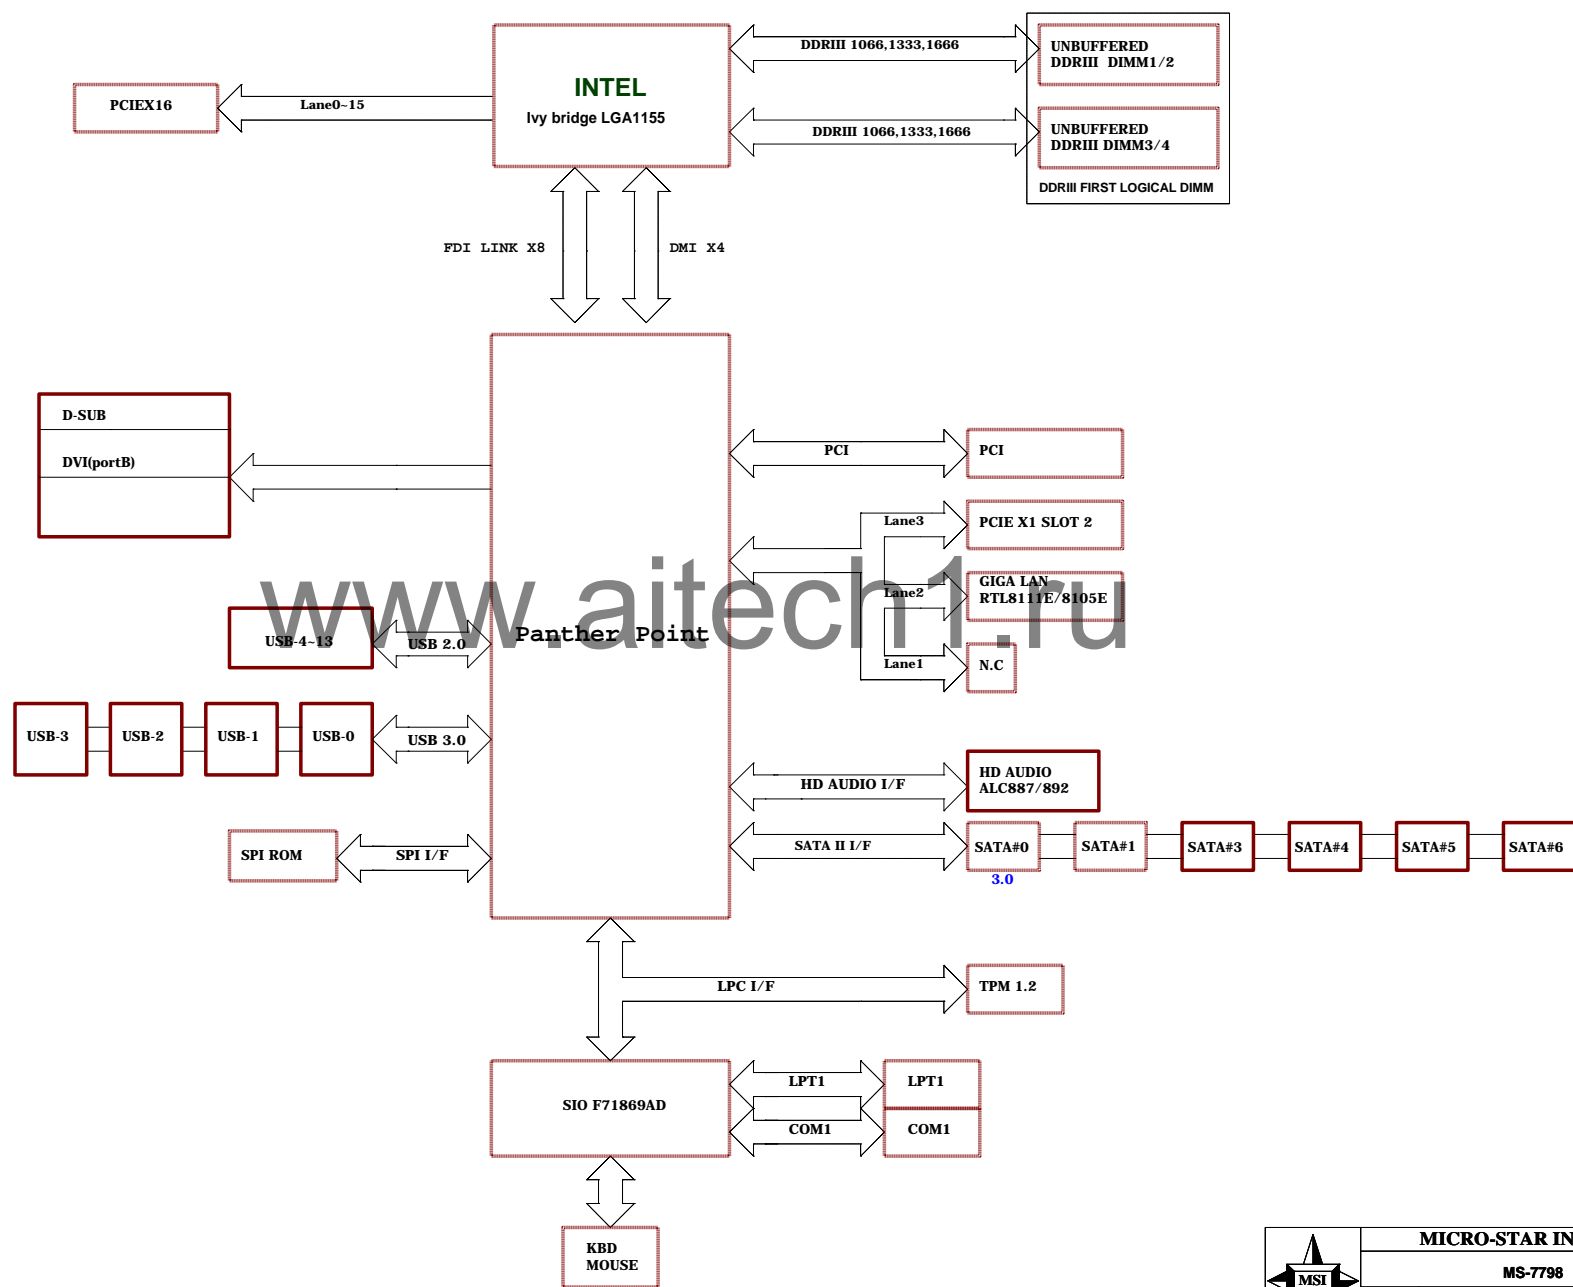 DDRIII 1066,1333,1666
UNBUFFERED
DDRIII DIMM1/2
INTEL
Ivy bridge LGA1155
PCIEX16
Lane0~15
DDRIII 1066,1333,1666
UNBUFFERED
DDRIII DIMM3/4
DDRIII FIRST LOGICAL DIMM
FDI LINK X8
DMI X4
D-SUB
DVI(portB)
PCI
PCI
Lane3
PCIE X1 SLOT 2
GIGA LAN
RTL8111E/8105E
Lane2
www.aitech1.ru
Panther Point
USB-4~13
USB 2.0
Lane1
N.C
USB-3
USB-2
USB-1
USB-0
USB 3.0
HD AUDIO I/F
HD AUDIO
ALC887/892
SPI ROM
SPI I/F
SATA II I/F
SATA#0
SATA#1
SATA#3
SATA#4
SATA#5
SATA#6
3.0
LPC I/F
TPM 1.2
SIO F71869AD
LPT1
LPT1
COM1
COM1
KBD
MOUSE
MICRO-STAR IN
MSI
MS-7798